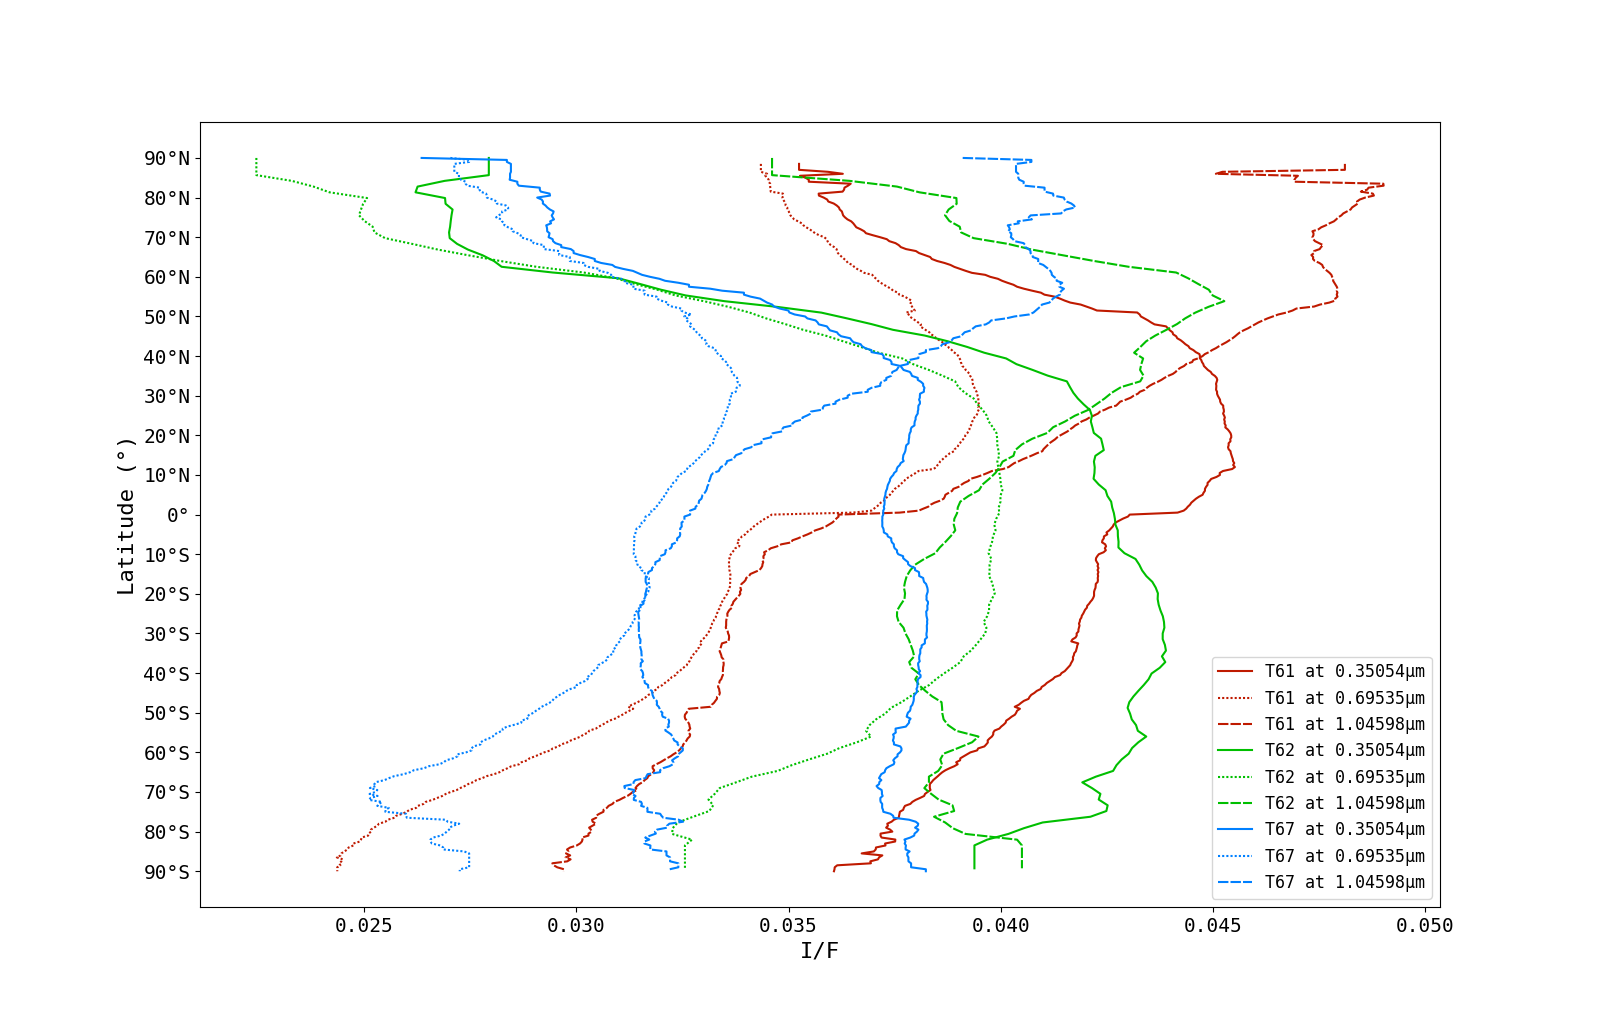 90°N
80°N
70°N
60°N
50°N
40°N
30°N
20°N
10°N
0°
10°S
20°S
30°S
40°S
50°S
60°S
70°S
80°S
90°S
Latitude (°)
T61 at 0.35054μm
T61 at 0.69535μm
T61 at 1.04598μm
T62 at 0.35054μm
T62 at 0.69535μm
T62 at 1.04598μm
T67 at 0.35054μm
T67 at 0.69535μm
T67 at 1.04598μm
0.025 0.030 0.035 0.040 0.045 0.050
I/F